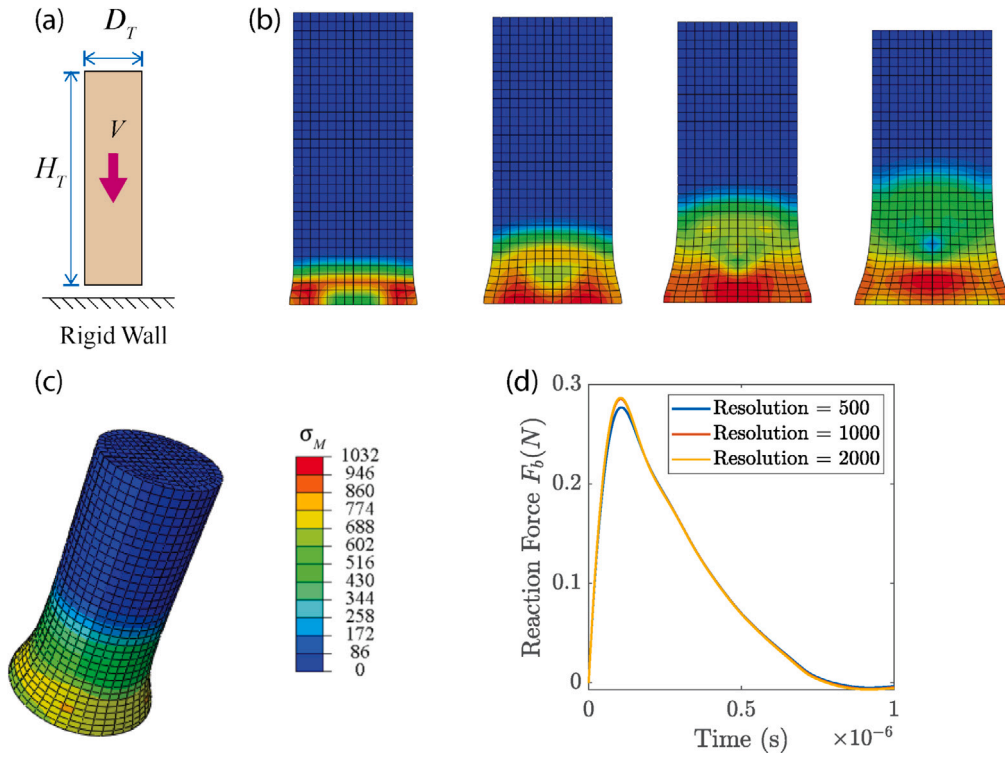 (a)
D_T
V
H_T
Rigid Wall
(b)
(c)
σ_M
1032
946
860
774
688
602
516
430
344
258
172
86
0
(d)
Reaction Force F_b(N)
0.3
0.2
0.1
0
Resolution = 500
Resolution = 1000
Resolution = 2000
0 0.5 1
Time (s) ×10⁻⁶